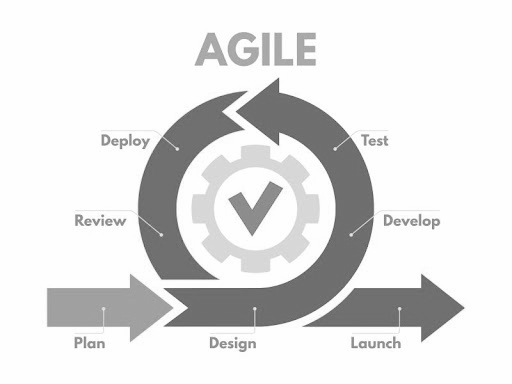 AGILE
Deploy
Test
Review
Develop
Plan
Design
Launch